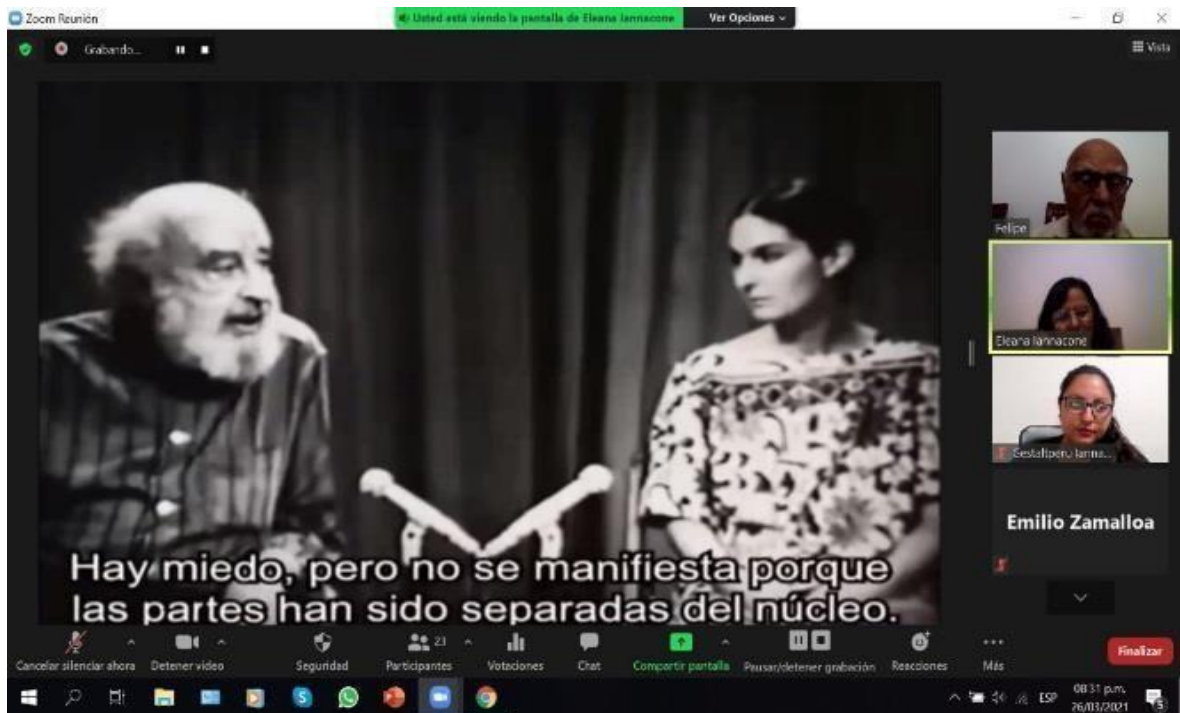 Zoom Reunión
Usted está viendo la pantalla de Eleana Iannacone
Ver Opciones
Grabando...
Vista
Felipe
Eleana Iannacone
Gestaltperu Ianna...
Emilio Zamalloa
Hay miedo, pero no se manifiesta porque
las partes han sido separadas del núcleo.
Cancelar silenciar ahora
Detener video
Seguridad
Participantes
23
Votaciones
Chat
Compartir pantalla
Pausar/detener grabación
Reacciones
Más
Finalizar
ESP
08:31 p.m.
26/03/2021
5